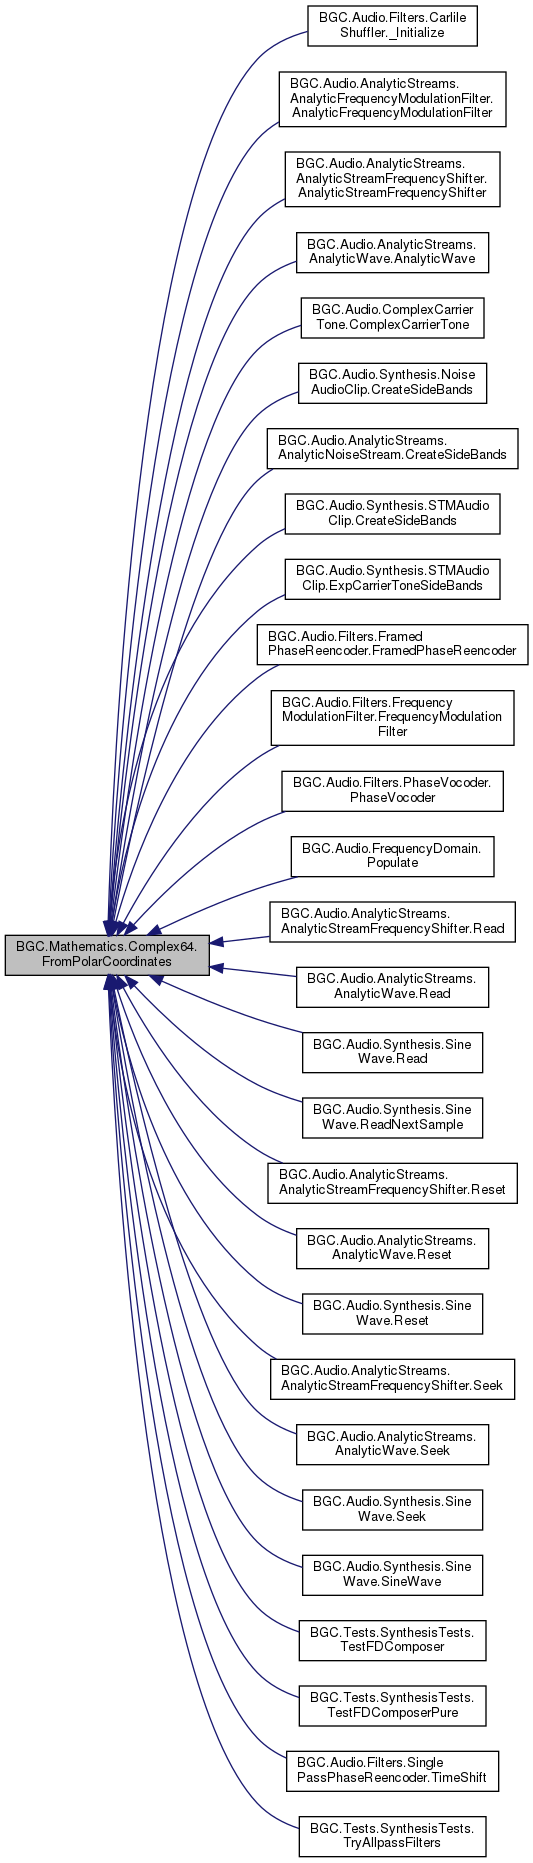 BGC.Audio.Filters.Carlile
Shuffler._Initialize
BGC.Audio.AnalyticStreams.
AnalyticFrequencyModulationFilter.
AnalyticFrequencyModulationFilter
BGC.Audio.AnalyticStreams.
AnalyticStreamFrequencyShifter.
AnalyticStreamFrequencyShifter
BGC.Audio.AnalyticStreams.
AnalyticWave.AnalyticWave
BGC.Audio.ComplexCarrier
Tone.ComplexCarrierTone
BGC.Audio.Synthesis.Noise
AudioClip.CreateSideBands
BGC.Audio.AnalyticStreams.
AnalyticNoiseStream.CreateSideBands
BGC.Audio.Synthesis.STMAudio
Clip.CreateSideBands
BGC.Audio.Synthesis.STMAudio
Clip.ExpCarrierToneSideBands
BGC.Audio.Filters.Framed
PhaseReencoder.FramedPhaseReencoder
BGC.Audio.Filters.Frequency
ModulationFilter.FrequencyModulation
Filter
BGC.Audio.Filters.PhaseVocoder.
PhaseVocoder
BGC.Audio.FrequencyDomain.
Populate
BGC.Mathematics.Complex64.
FromPolarCoordinates
BGC.Audio.AnalyticStreams.
AnalyticStreamFrequencyShifter.Read
BGC.Audio.AnalyticStreams.
AnalyticWave.Read
BGC.Audio.Synthesis.Sine
Wave.Read
BGC.Audio.Synthesis.Sine
Wave.ReadNextSample
BGC.Audio.AnalyticStreams.
AnalyticStreamFrequencyShifter.Reset
BGC.Audio.AnalyticStreams.
AnalyticWave.Reset
BGC.Audio.Synthesis.Sine
Wave.Reset
BGC.Audio.AnalyticStreams.
AnalyticStreamFrequencyShifter.Seek
BGC.Audio.AnalyticStreams.
AnalyticWave.Seek
BGC.Audio.Synthesis.Sine
Wave.Seek
BGC.Audio.Synthesis.Sine
Wave.SineWave
BGC.Tests.SynthesisTests.
TestFDComposer
BGC.Tests.SynthesisTests.
TestFDComposerPure
BGC.Audio.Filters.Single
PassPhaseReencoder.TimeShift
BGC.Tests.SynthesisTests.
TryAllpassFilters